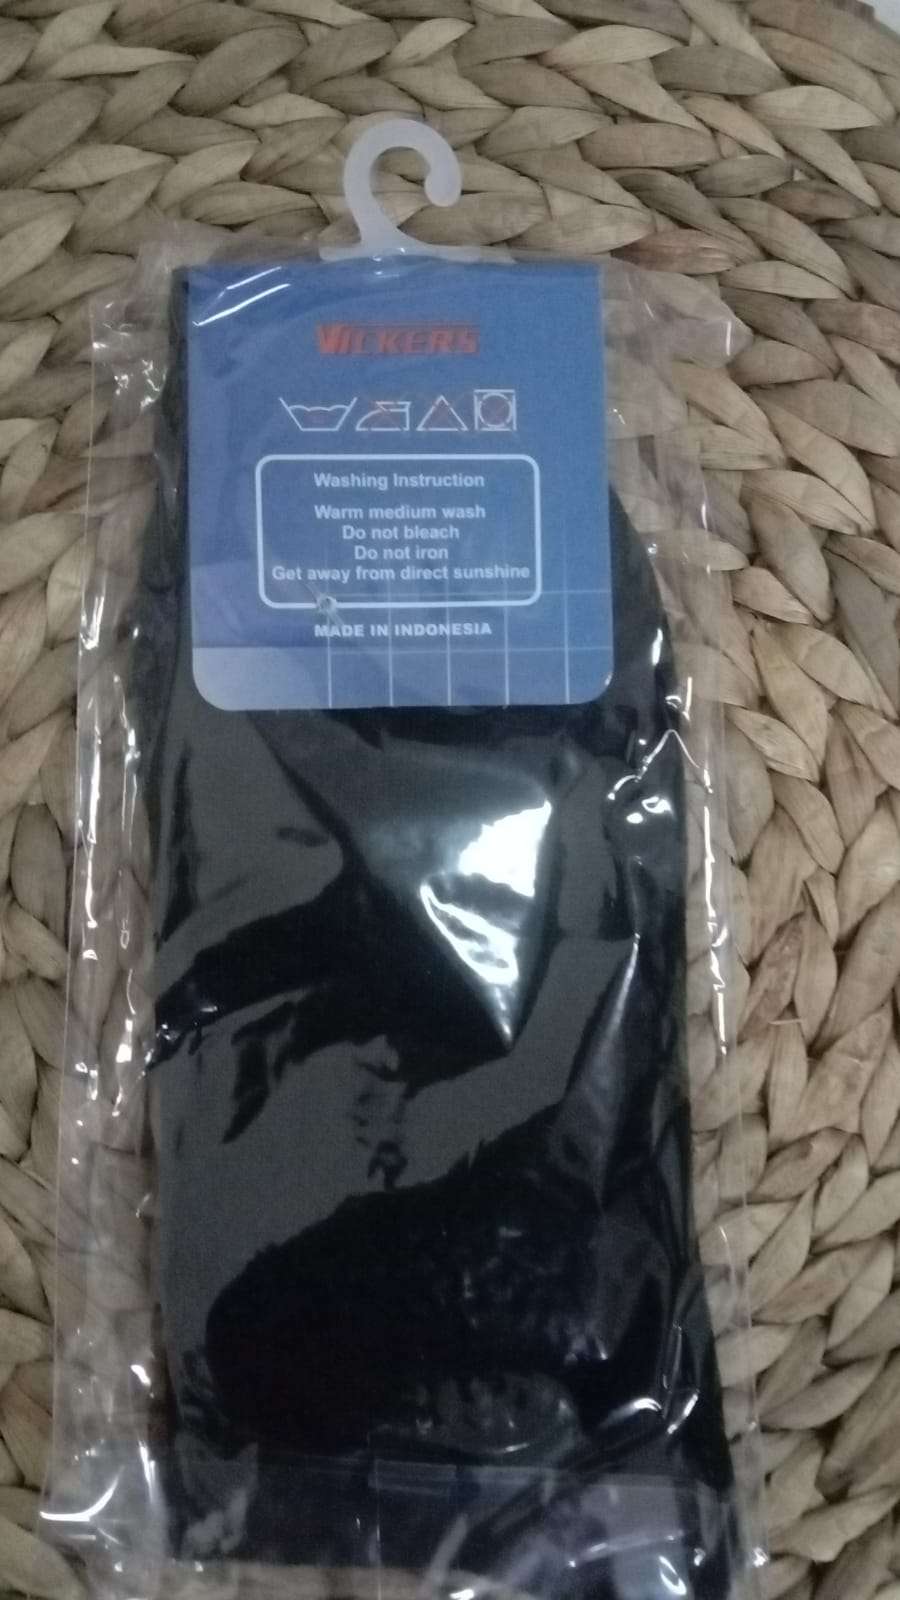 VICKERS
Washing Instruction
Warm medium wash
Do not bleach
Do not iron
Get away from direct sunshine
MADE IN INDONESIA